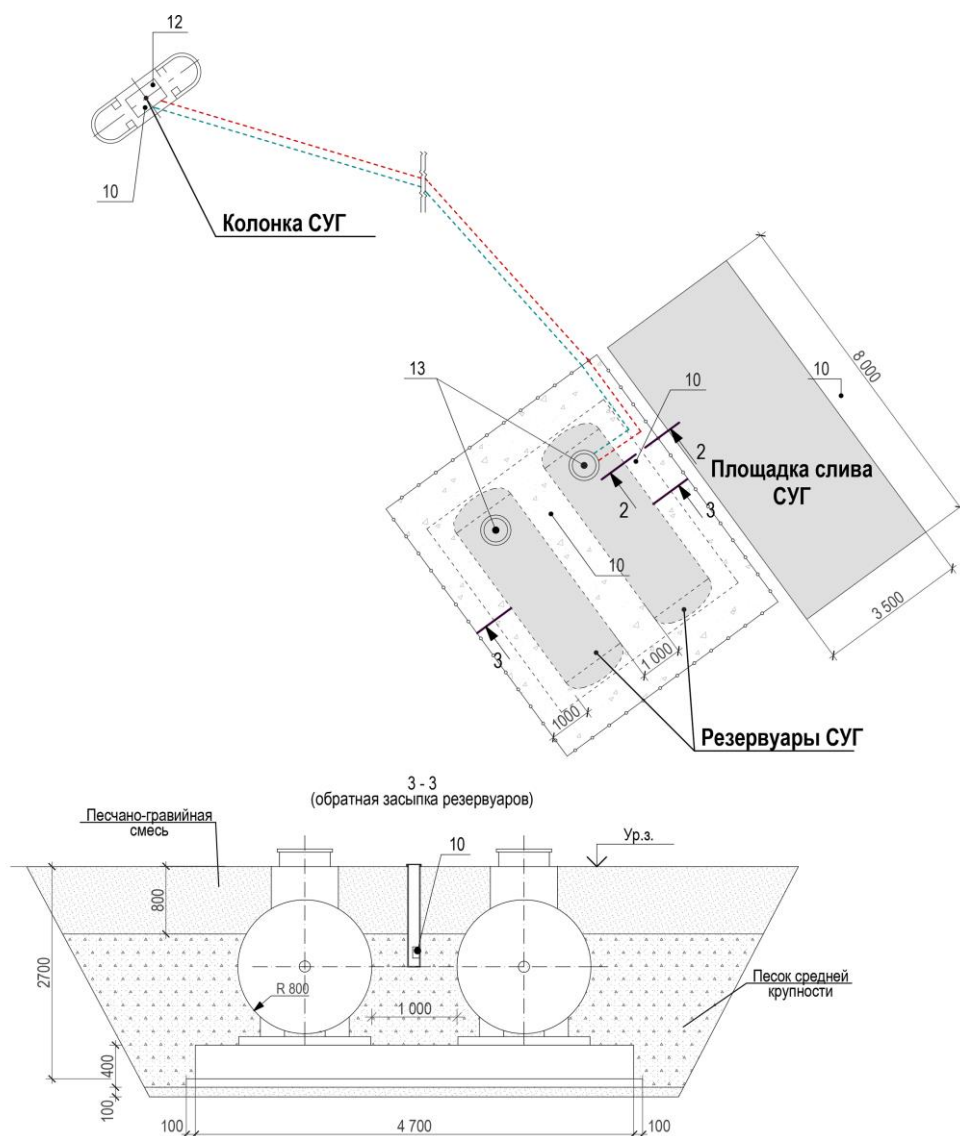 12
10
Колонка СУГ
13
10
10
8 000
2
Площадка слива
СУГ
2
3
10
3 500
3
1 000
1000
Резервуары СУГ
3 - 3
(обратная засыпка резервуаров)
Песчано-гравийная
смесь
10
Ур.з.
800
2700
R 800
1 000
Песок средней
крупности
400
100
100
4 700
100